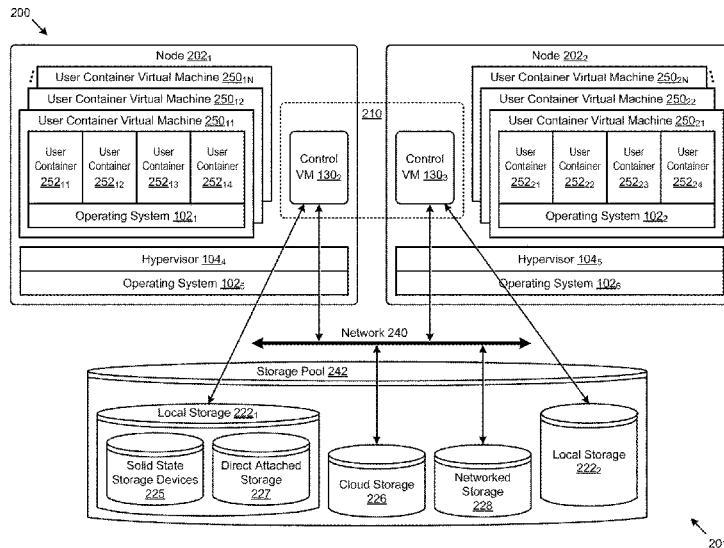 200
Node 202₁
User Container Virtual Machine 250₁N
User Container Virtual Machine 250₁₂
User Container Virtual Machine 250₁₁
User Container 252₁₁
User Container 252₁₂
User Container 252₁₃
User Container 252₁₄
Operating System 102₁
Hypervisor 104₄
Operating System 102₅
210
Control VM 130₂
Control VM 130₃
Node 202₂
User Container Virtual Machine 250₂N
User Container Virtual Machine 250₂₂
User Container Virtual Machine 250₂₁
User Container 252₂₁
User Container 252₂₂
User Container 252₂₃
User Container 252₂₄
Operating System 102₂
Hypervisor 104₅
Operating System 102₆
Network 240
Storage Pool 242
Local Storage 222₁
Solid State
Storage Devices
225
Direct Attached
Storage
227
Cloud Storage
226
Networked
Storage
228
Local Storage
222₂